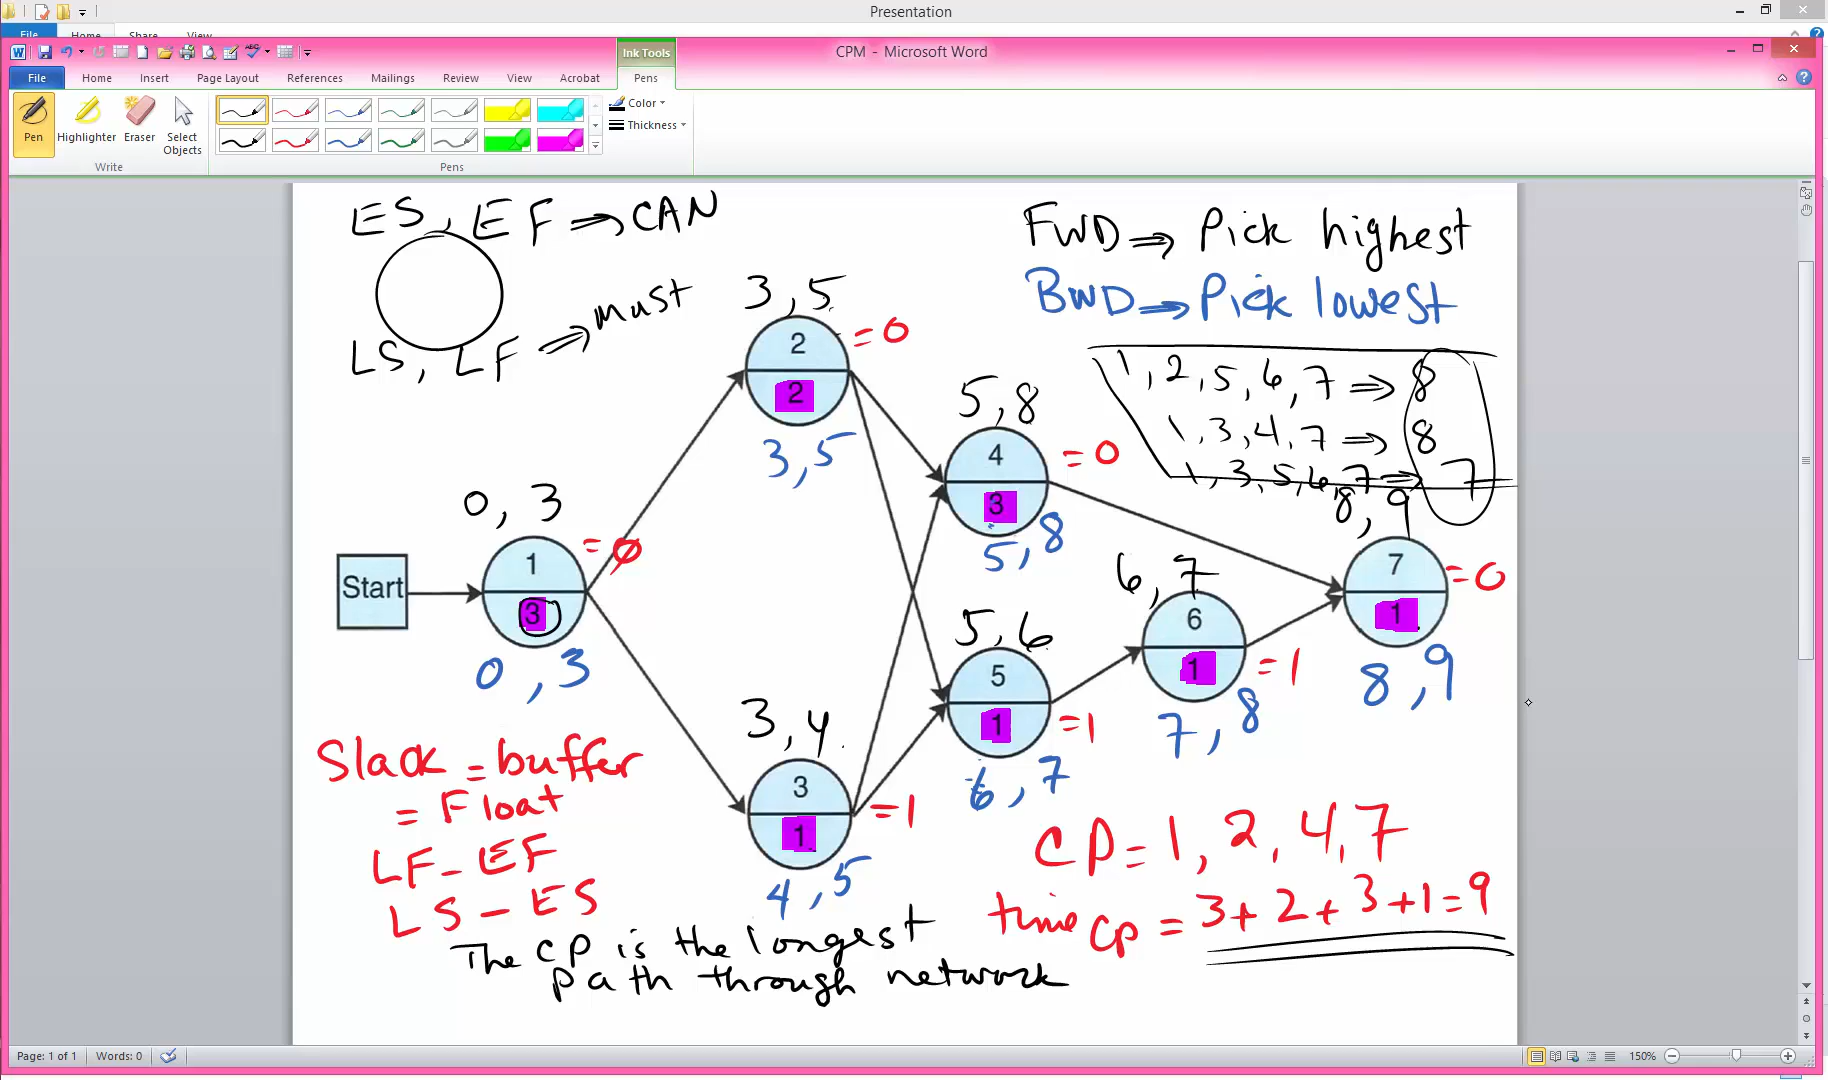 Presentation
File Home Share View
CPM - Microsoft Word
Ink Tools
File Home Insert Page Layout References Mailings Review View Acrobat Pens
Pen Highlighter Eraser Select Objects
Color
Thickness
Write
Pens
ES, EF ⇒ CAN
LS, LF ⇒ must
FWD ⇒ Pick highest
BWD ⇒ Pick lowest
1, 2, 5, 6, 7 ⇒ 8
1, 3, 4, 7 ⇒ 8
1, 3, 5, 6, 7 ⇒ 7
Start
0, 3
1
3
= 0
0, 3
3, 5
2
2
= 0
3, 5
3, 4
3
1
= 1
4, 5
5, 8
4
3
= 0
5, 8
5, 6
5
1
= 1
6, 7
6, 7
6
1
= 1
7, 8
8, 9
7
1
= 0
8, 9
Slack = buffer
= Float
LF - EF
LS - ES
CP = 1, 2, 4, 7
time CP = 3 + 2 + 3 + 1 = 9
The CP is the longest
path through network
Page: 1 of 1 Words: 0
150%